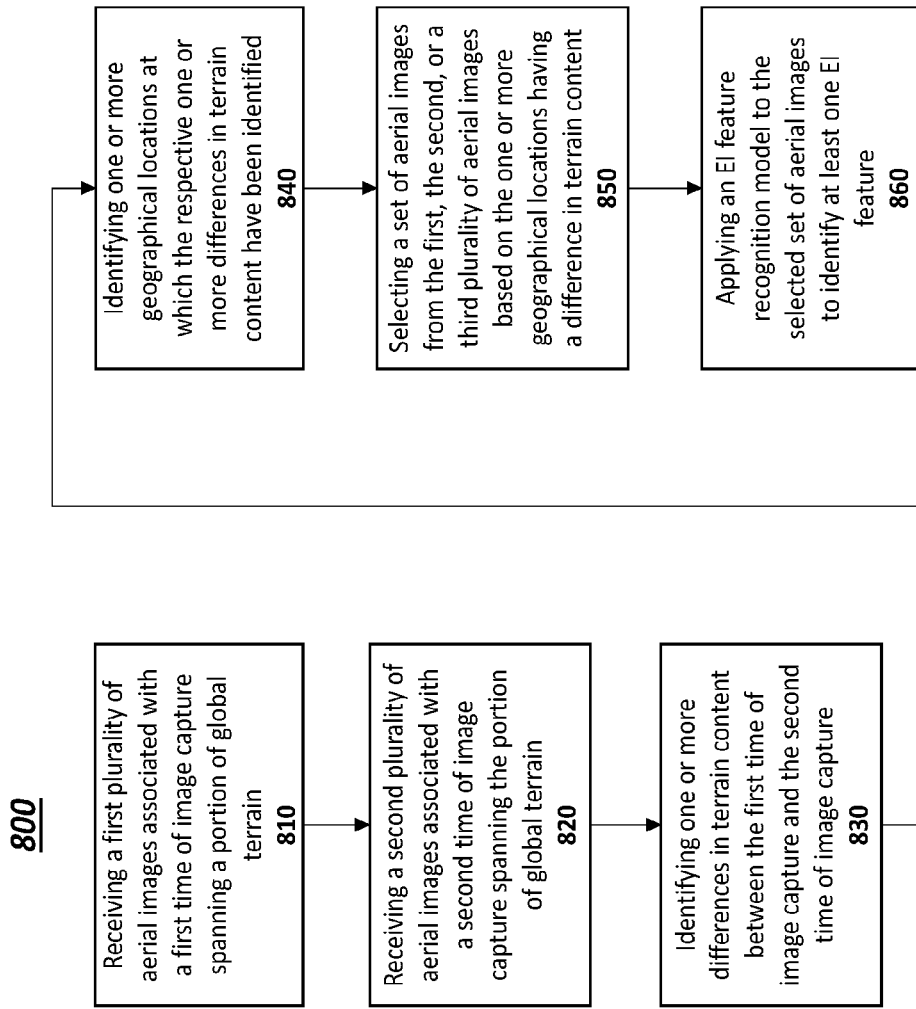 800
Receiving a first plurality of
aerial images associated with
a first time of image capture
spanning a portion of global
terrain
810
Receiving a second plurality of
aerial images associated with
a second time of image
capture spanning the portion
of global terrain
820
Identifying one or more
differences in terrain content
between the first time of
image capture and the second
time of image capture
830
Identifying one or more
geographical locations at
which the respective one or
more differences in terrain
content have been identified
840
Selecting a set of aerial images
from the first, the second, or a
third plurality of aerial images
based on the one or more
geographical locations having
a difference in terrain content
850
Applying an EI feature
recognition model to the
selected set of aerial images
to identify at least one EI
feature
860